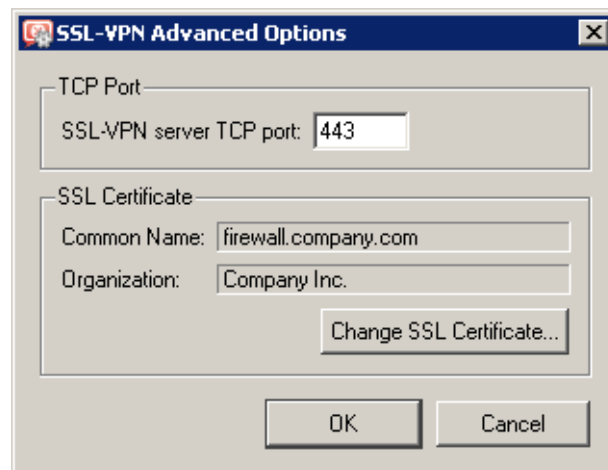 SSL-VPN Advanced Options
TCP Port
SSL-VPN server TCP port: 443
SSL Certificate
Common Name: firewall.company.com
Organization: Company Inc.
Change SSL Certificate...
OK Cancel